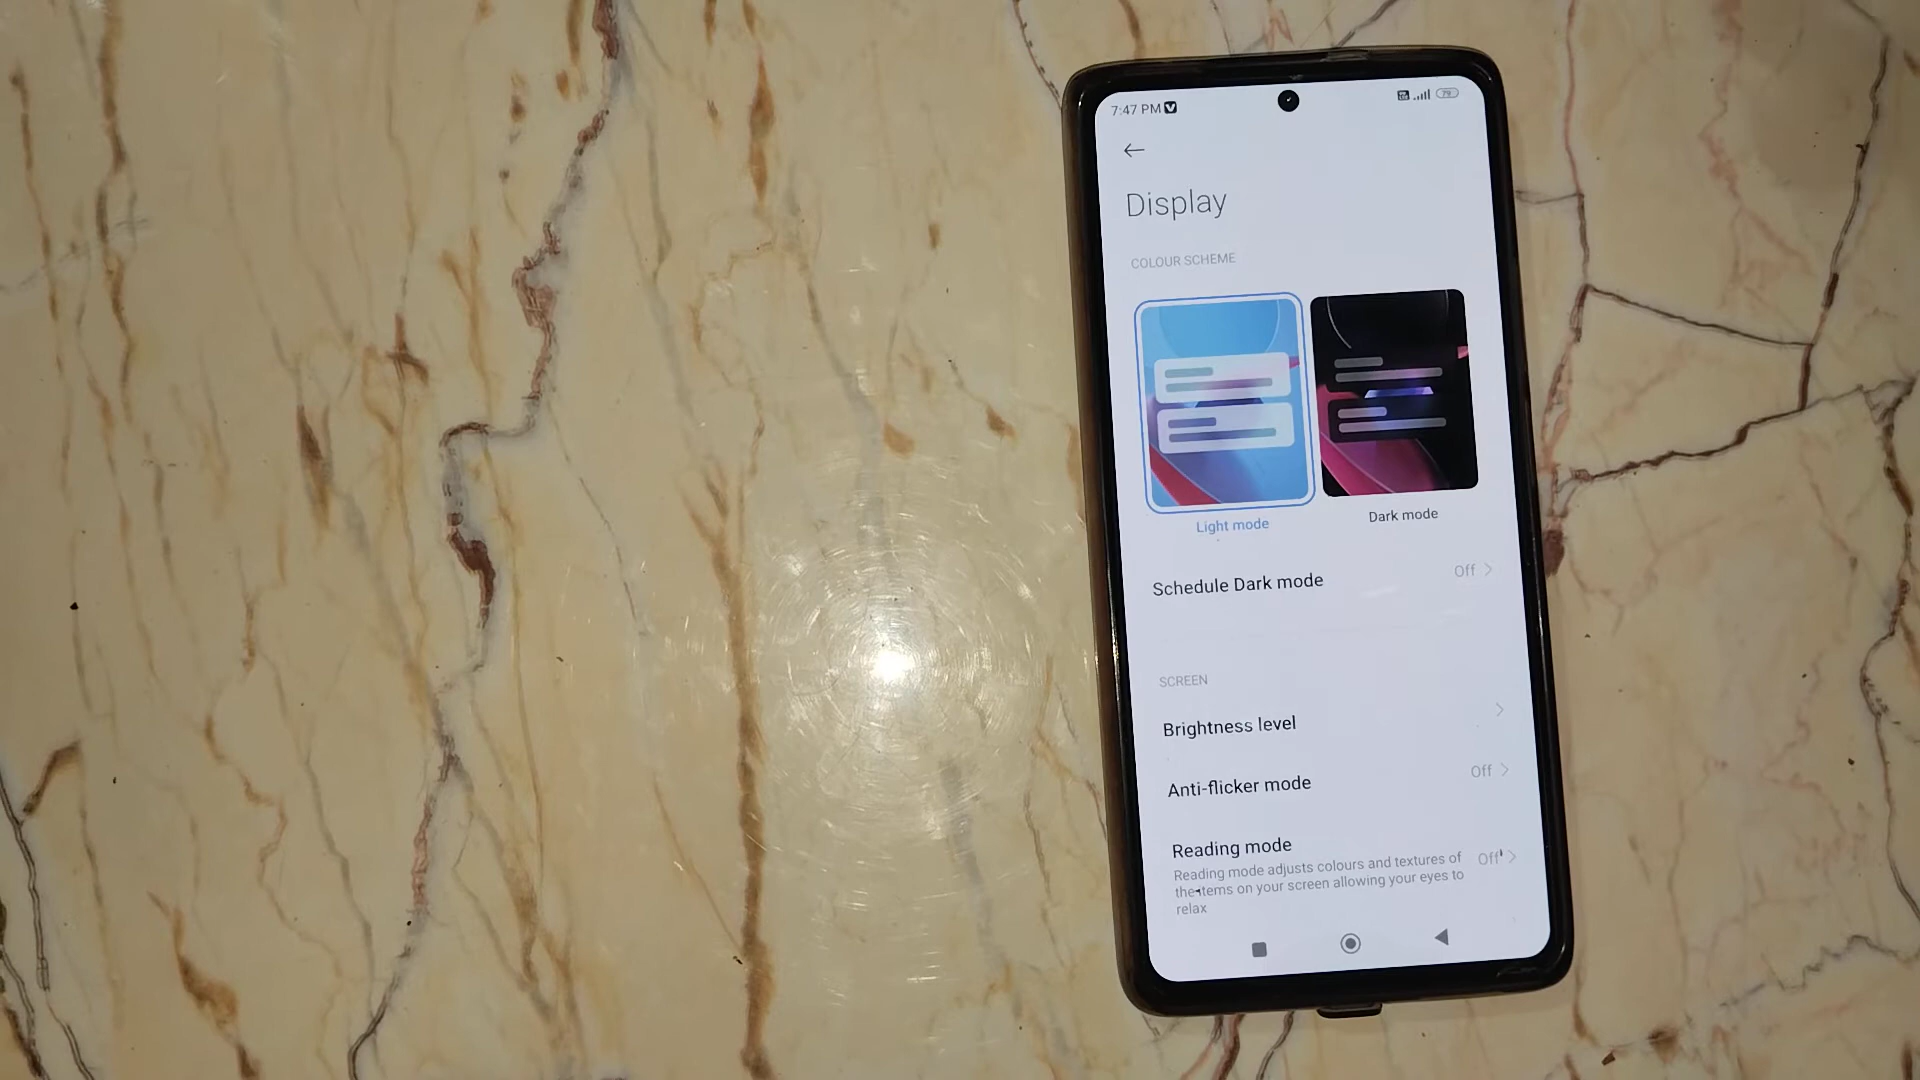 7:47 PM
79
Display
COLOUR SCHEME
Light mode
Dark mode
Schedule Dark mode
Off
SCREEN
Brightness level
Anti-flicker mode
Off
Reading mode
Reading mode adjusts colours and textures of
the items on your screen allowing your eyes to
relax
Off